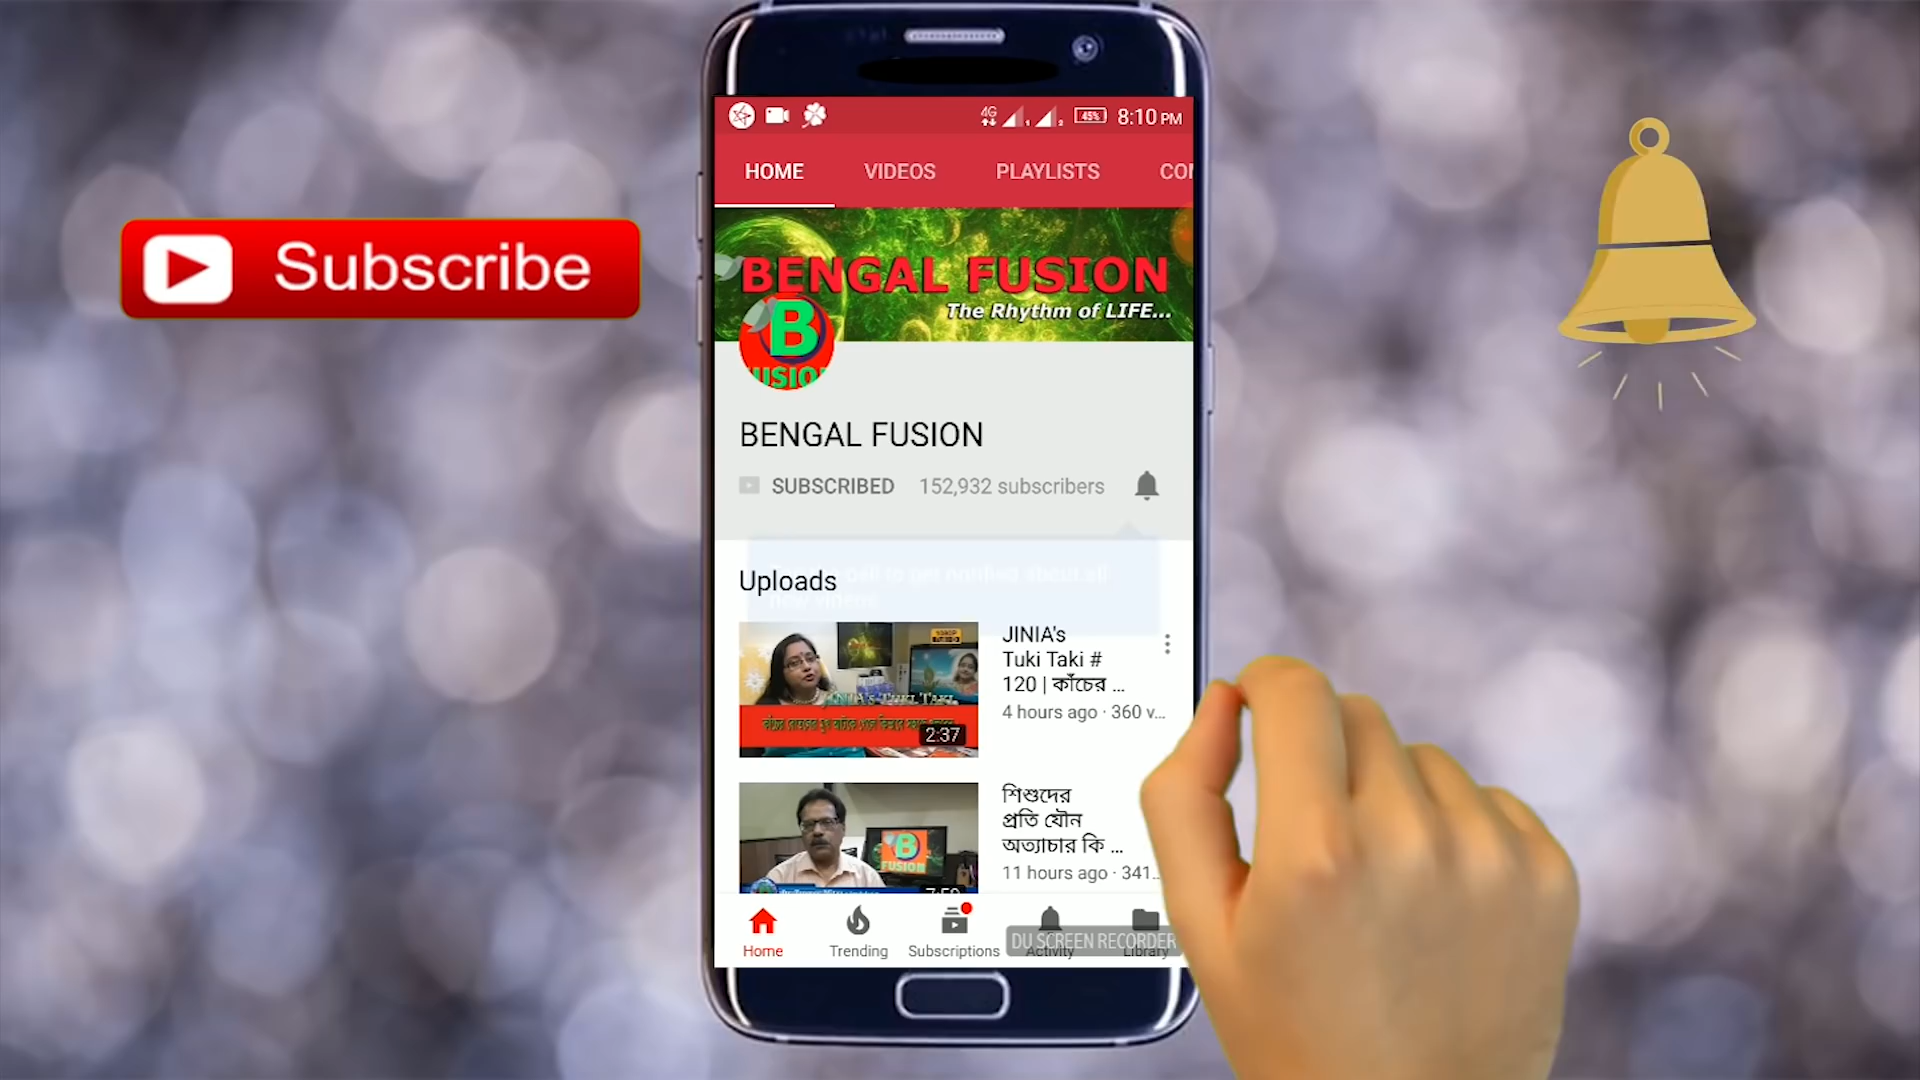 Subscribe
4G
45%
8:10 PM
HOME
VIDEOS
PLAYLISTS
BENGAL FUSION
The Rhythm of LIFE...
B
BENGAL FUSION
SUBSCRIBED
152,932 subscribers
Uploads
JINIA's
Tuki Taki #
120 | কাঁচের ...
4 hours ago · 360 v...
2:37
শিশুদের
প্রতি যৌন
অত্যাচার কি ...
11 hours ago · 341...
B
FUSION
7:59
Home
Trending
Subscriptions
Activity
Library
DU SCREEN RECORDER